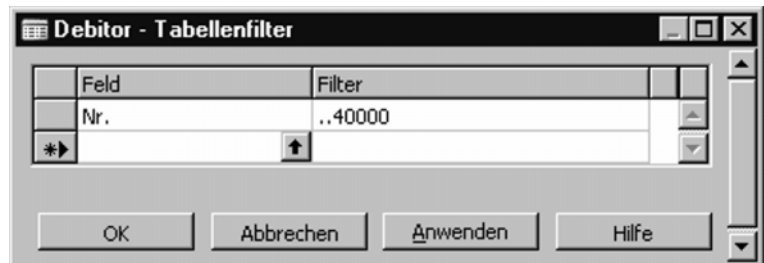 Debitor - Tabellenfilter
Feld Filter
Nr. ..40000
OK Abbrechen Anwenden Hilfe